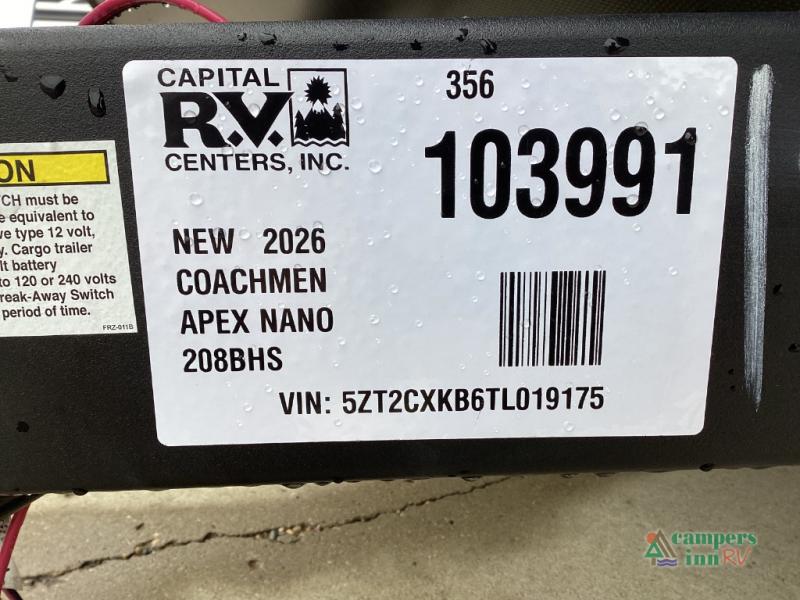 CAPITAL
R.V.
CENTERS, INC.
356
103991
NEW 2026
COACHMEN
APEX NANO
208BHS
VIN: 5ZT2CXKB6TL019175
ON
TCH must be
e equivalent to
ve type 12 volt,
y. Cargo trailer
lt battery
to 120 or 240 volts
reak-Away Switch
period of time.
FRZ-011B
campers
inn RV